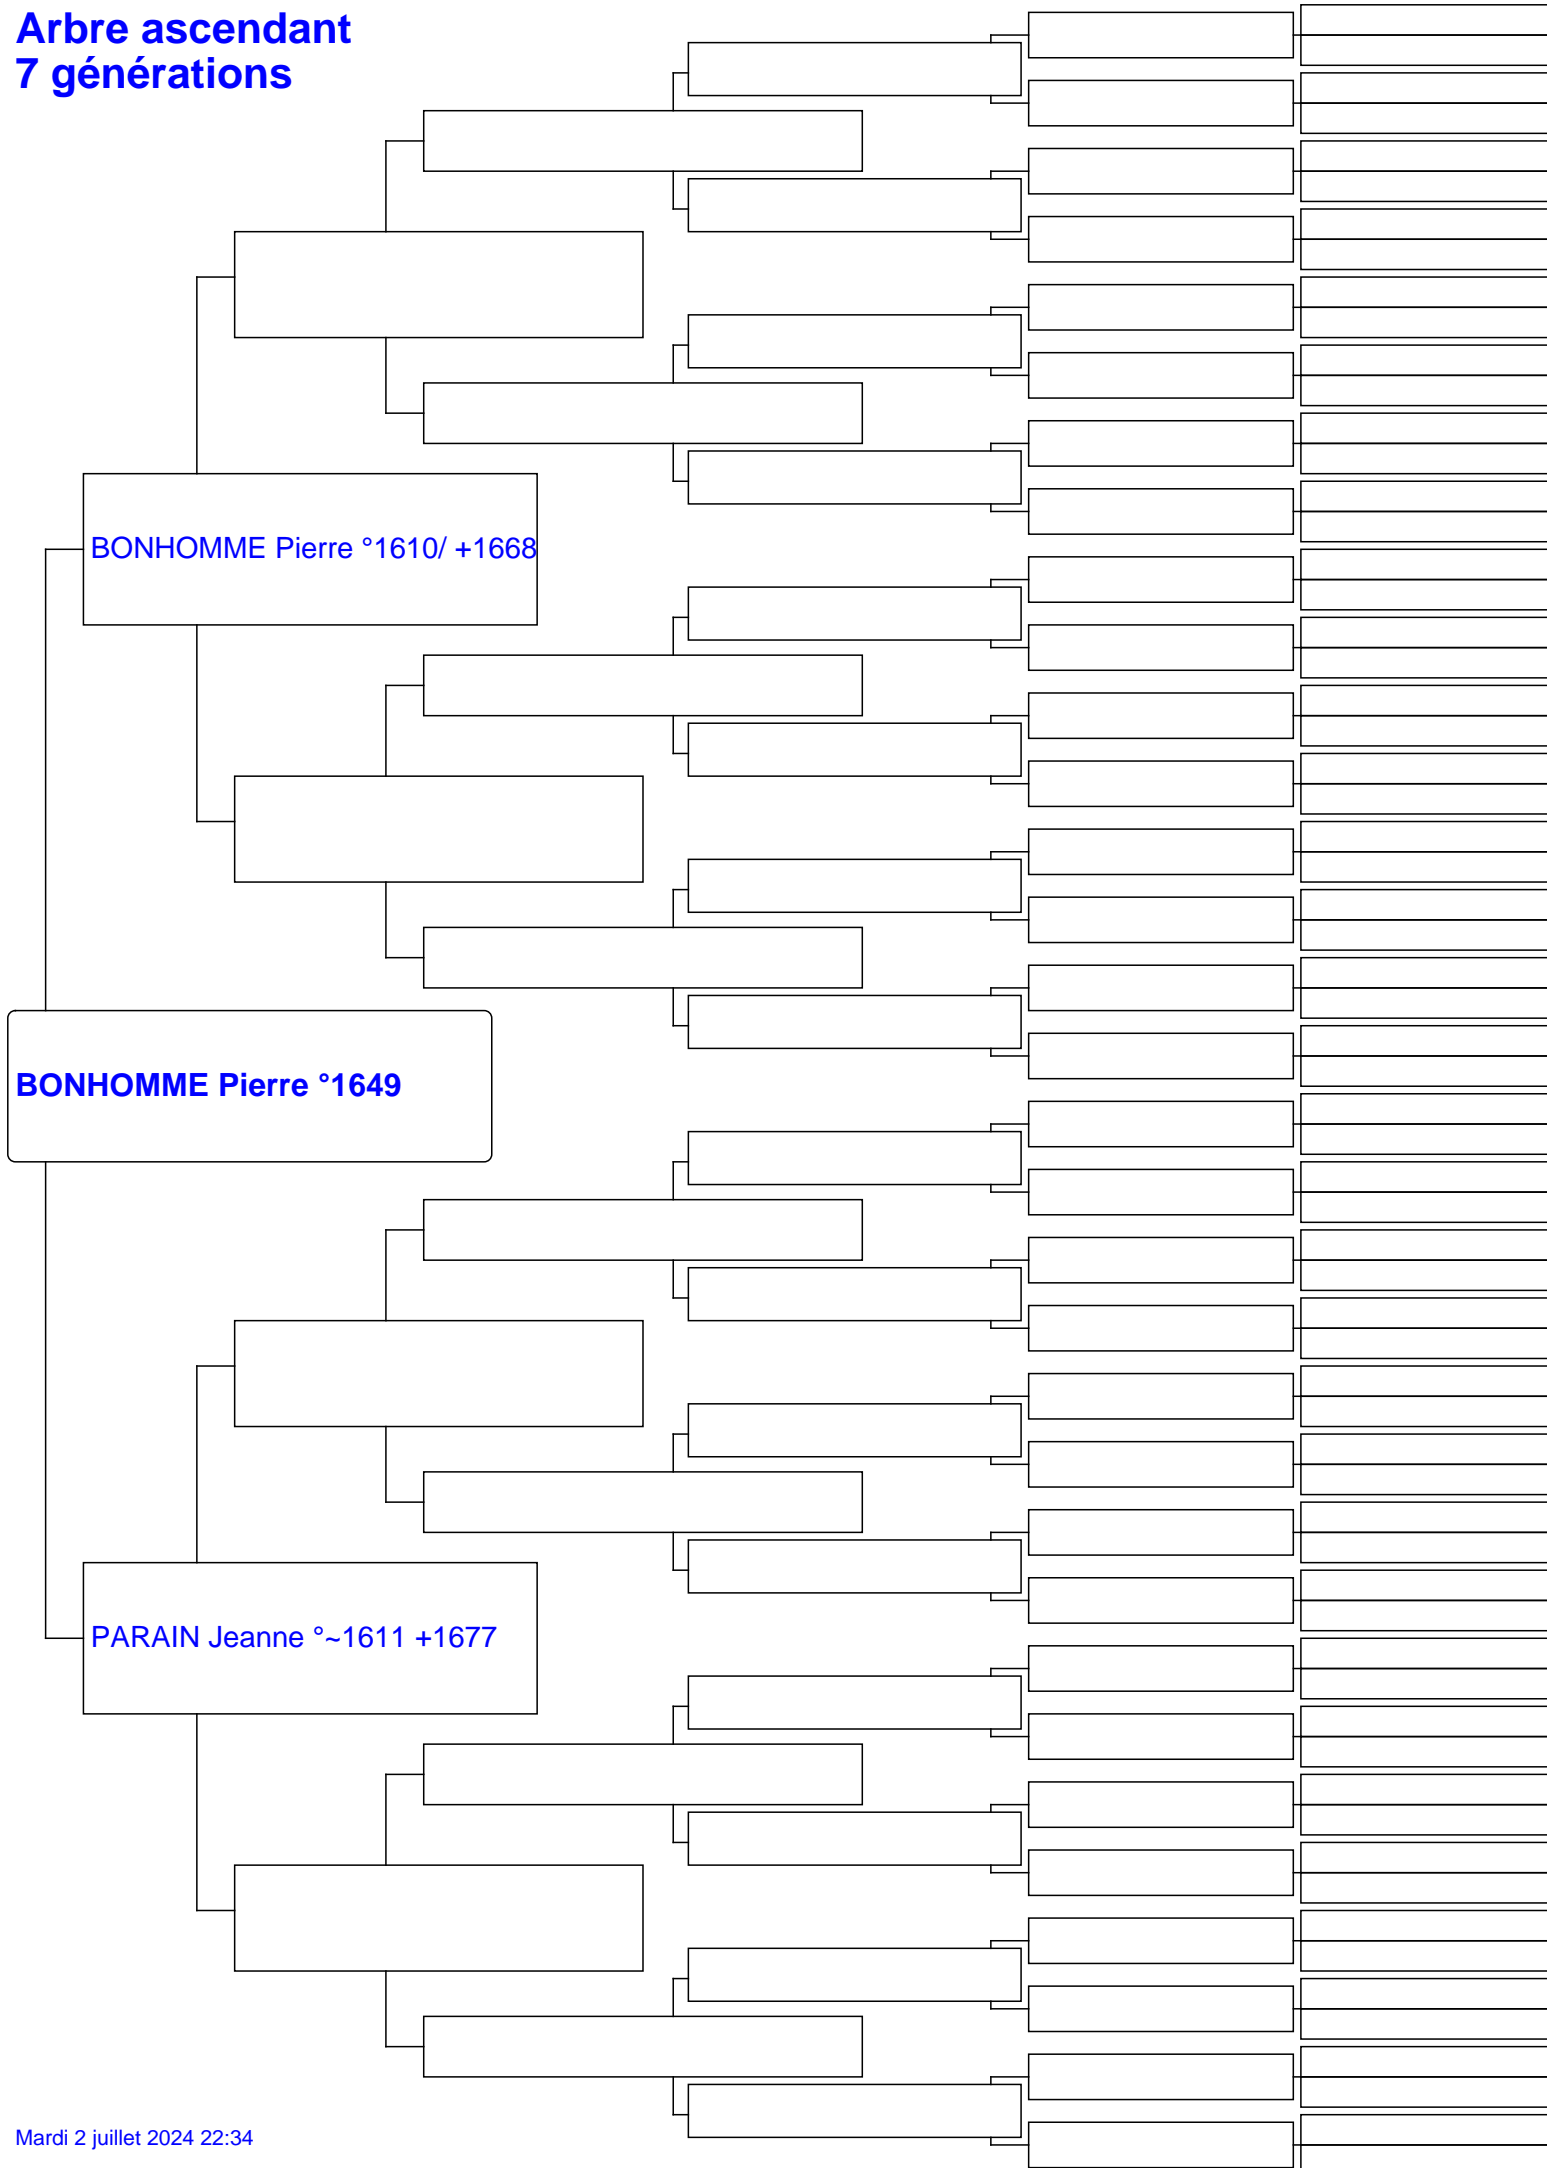 Arbre ascendant
7 générations
BONHOMME Pierre °1610/ +1668
BONHOMME Pierre °1649
PARAIN Jeanne °~1611 +1677
Mardi 2 juillet 2024 22:34